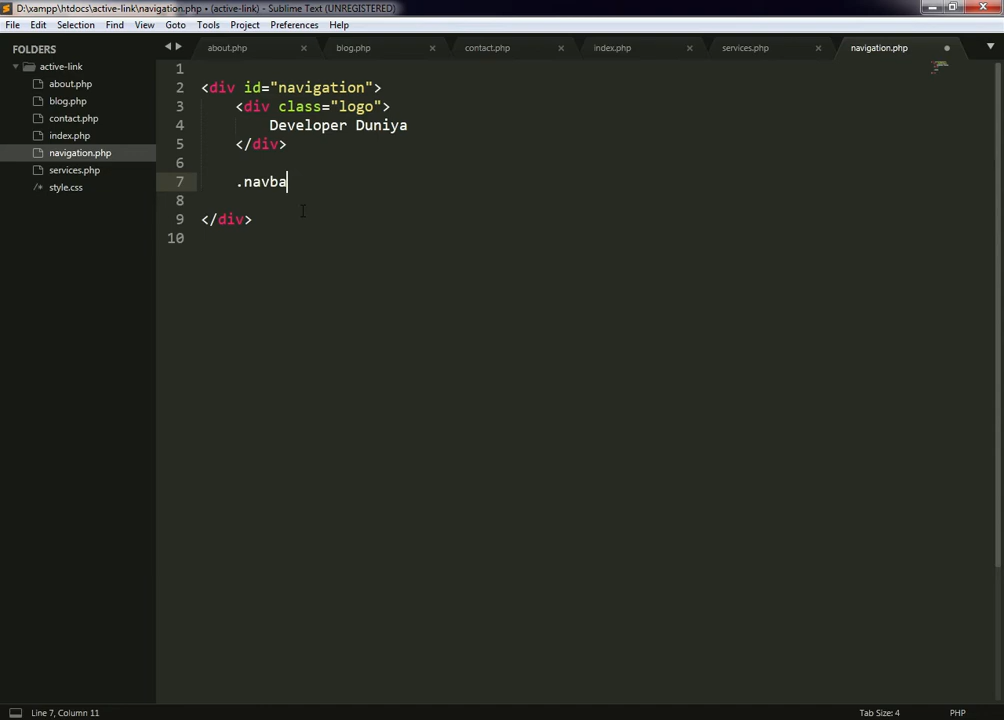 D:\xampp\htdocs\active-link\navigation.php • (active-link) - Sublime Text (UNREGISTERED)
File Edit Selection Find View Goto Tools Project Preferences Help
FOLDERS
active-link
about.php
blog.php
contact.php
index.php
navigation.php
services.php
style.css
about.php blog.php contact.php index.php services.php navigation.php
1
2 <div id="navigation">
3 <div class="logo">
4 Developer Duniya
5 </div>
6
7 .navba
8
9 </div>
10
Line 7, Column 11 Tab Size: 4 PHP